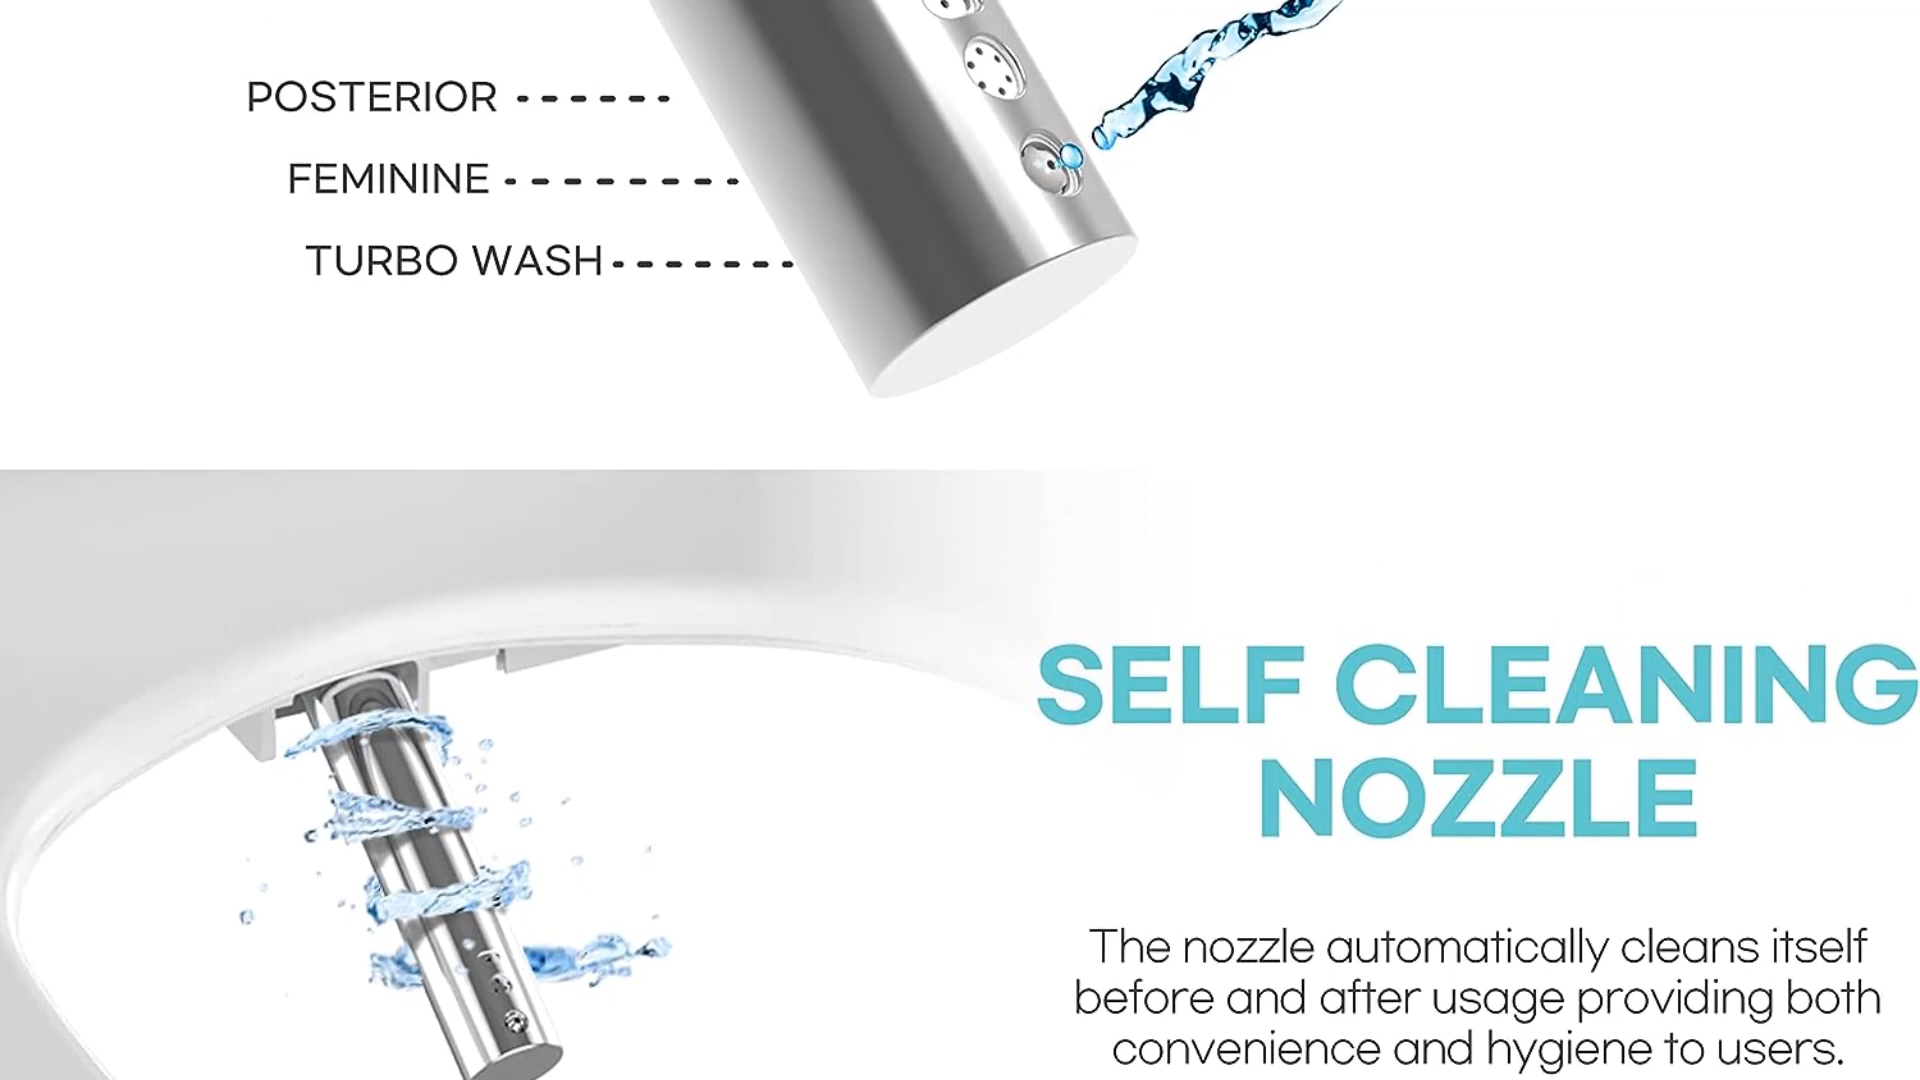 POSTERIOR
FEMININE
TURBO WASH
SELF CLEANING
NOZZLE
The nozzle automatically cleans itself
before and after usage providing both
convenience and hygiene to users.